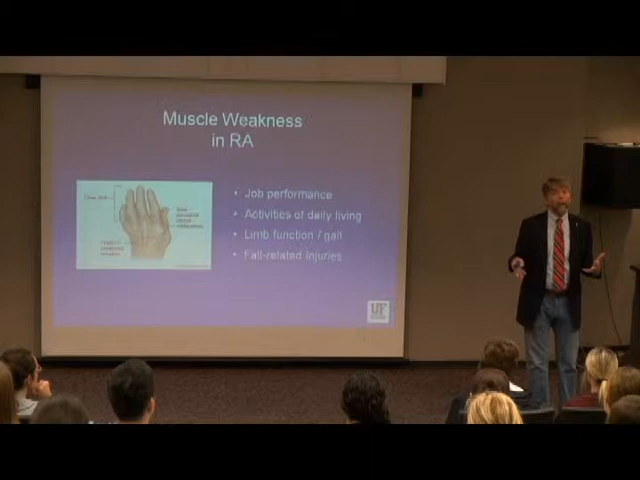 Muscle Weakness
in RA
• Job performance
• Activities of daily living
• Limb function / gait
• Fall-related Injuries
UF